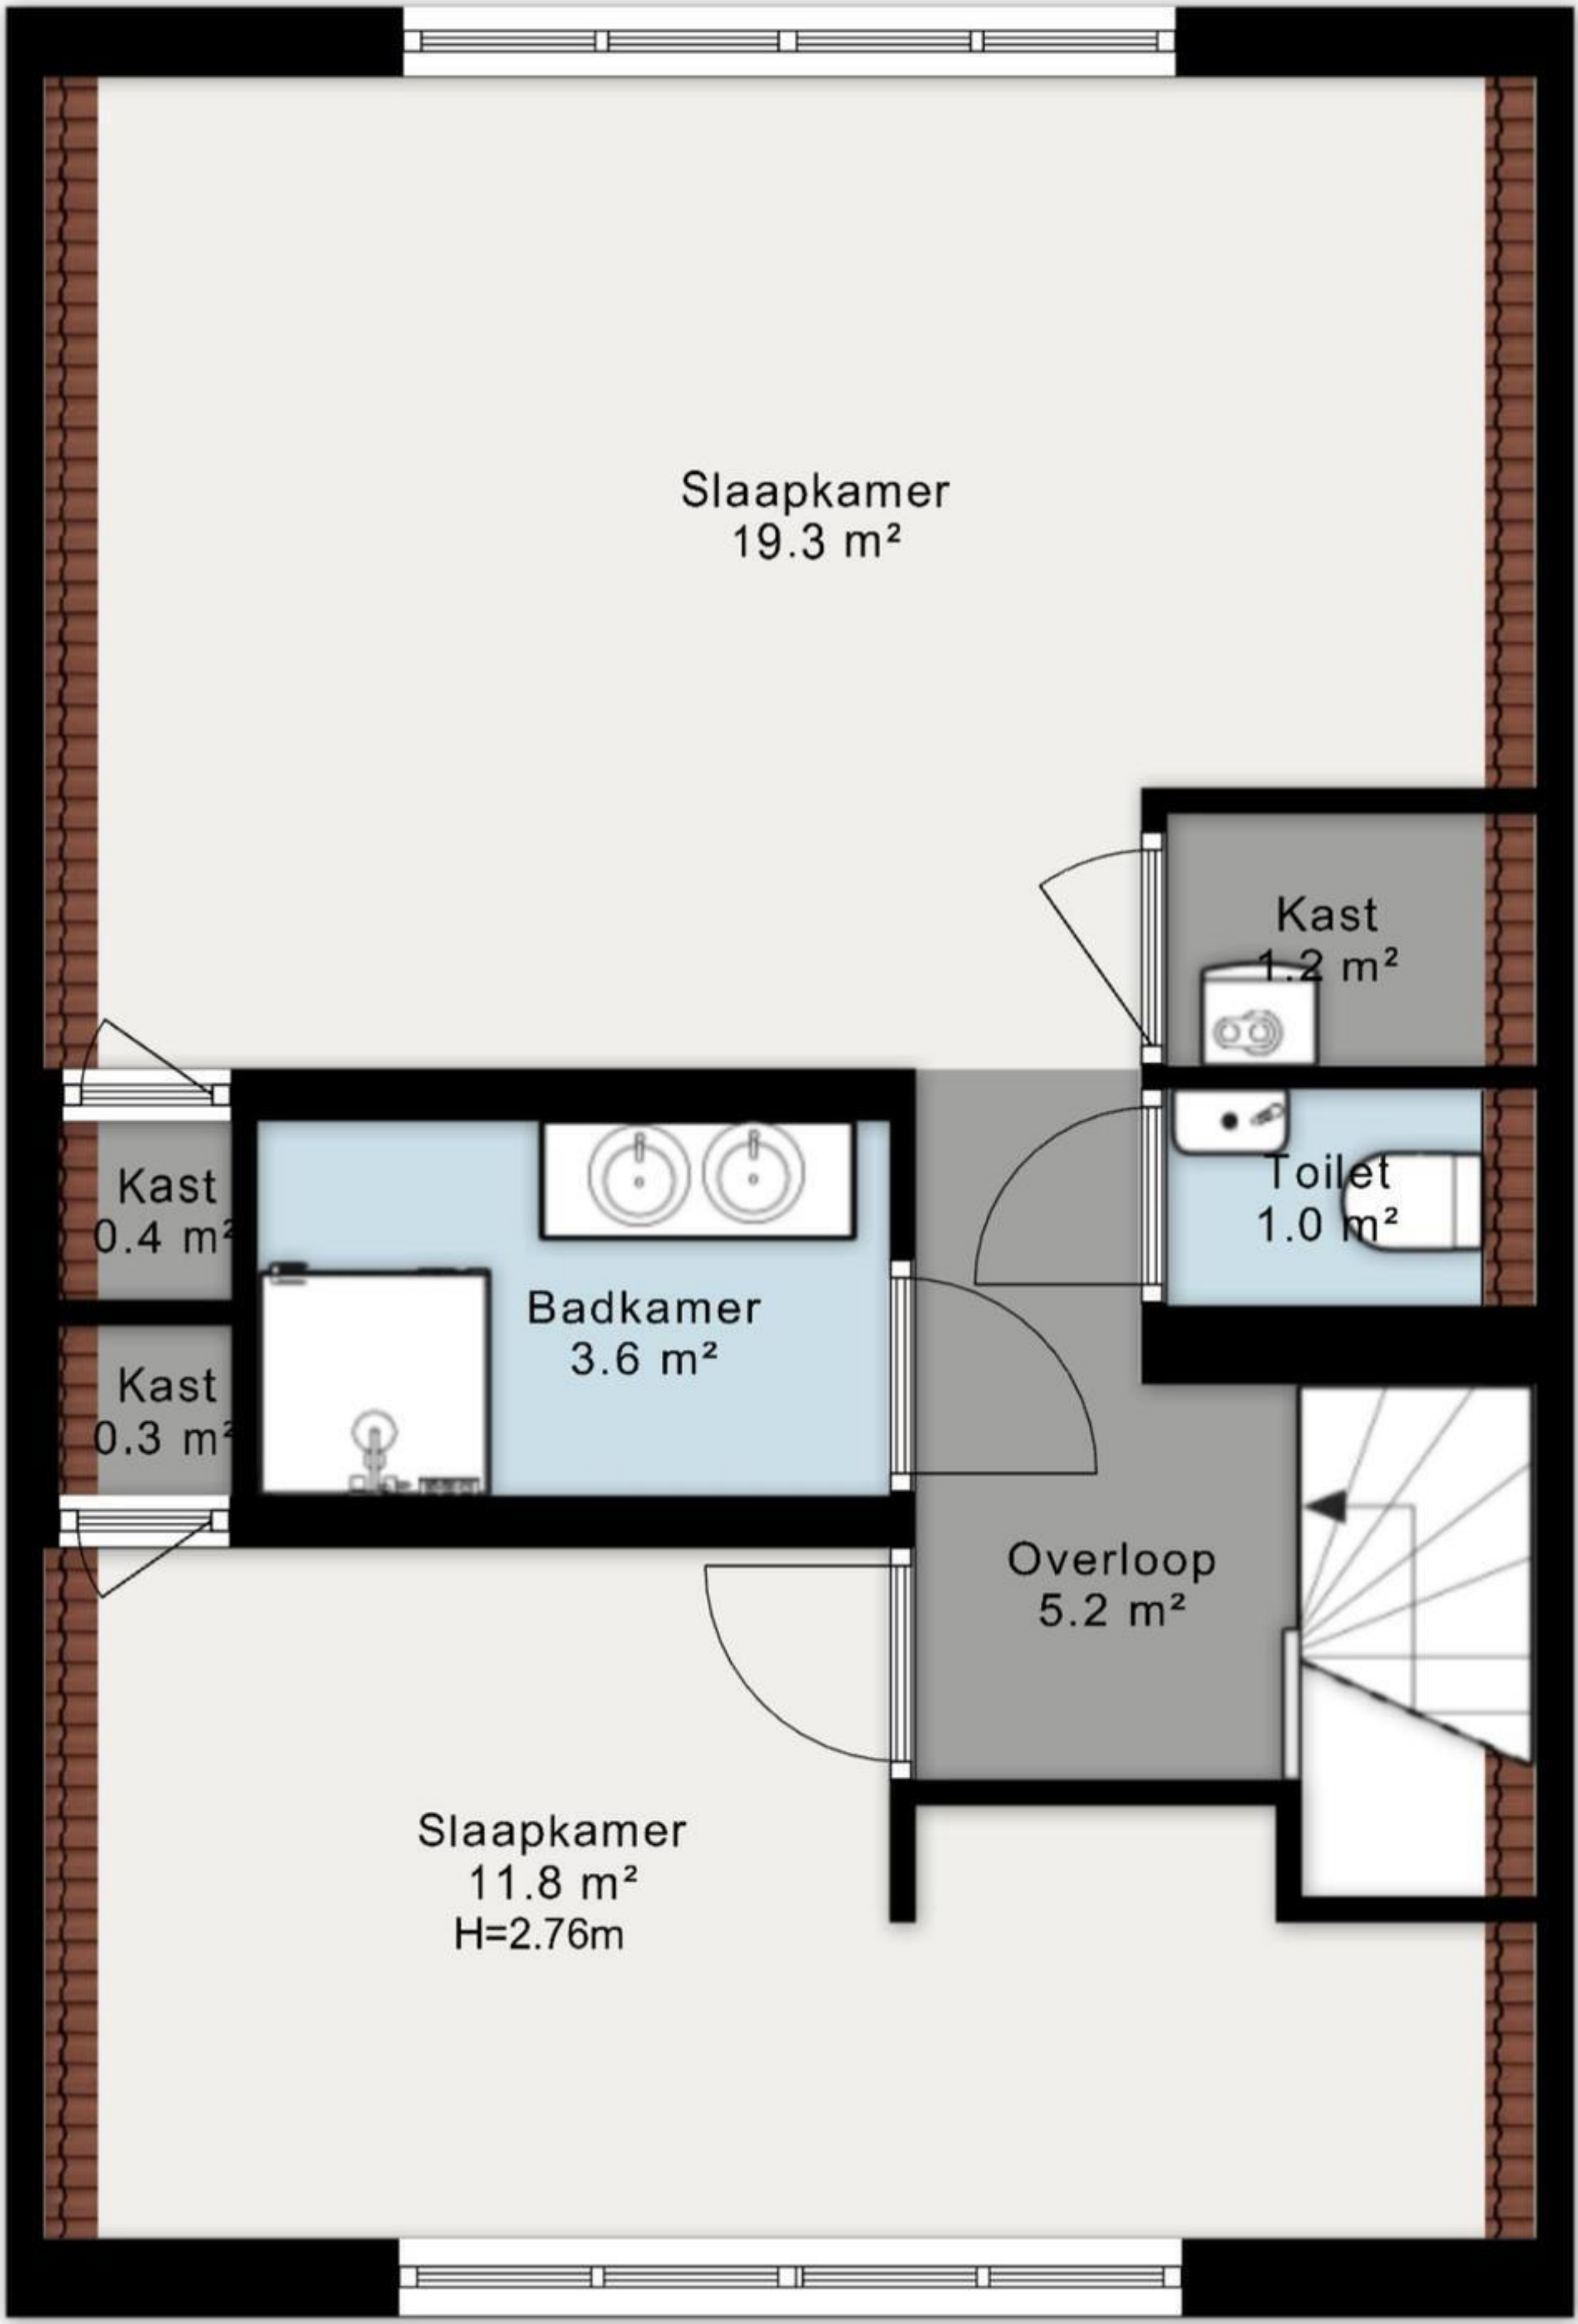 Slaapkamer
19.3 m²
Kast
1.2 m²
Kast
0.4 m²
Toilet
1.0 m²
Badkamer
3.6 m²
Kast
0.3 m²
Overloop
5.2 m²
Slaapkamer
11.8 m²
H=2.76m